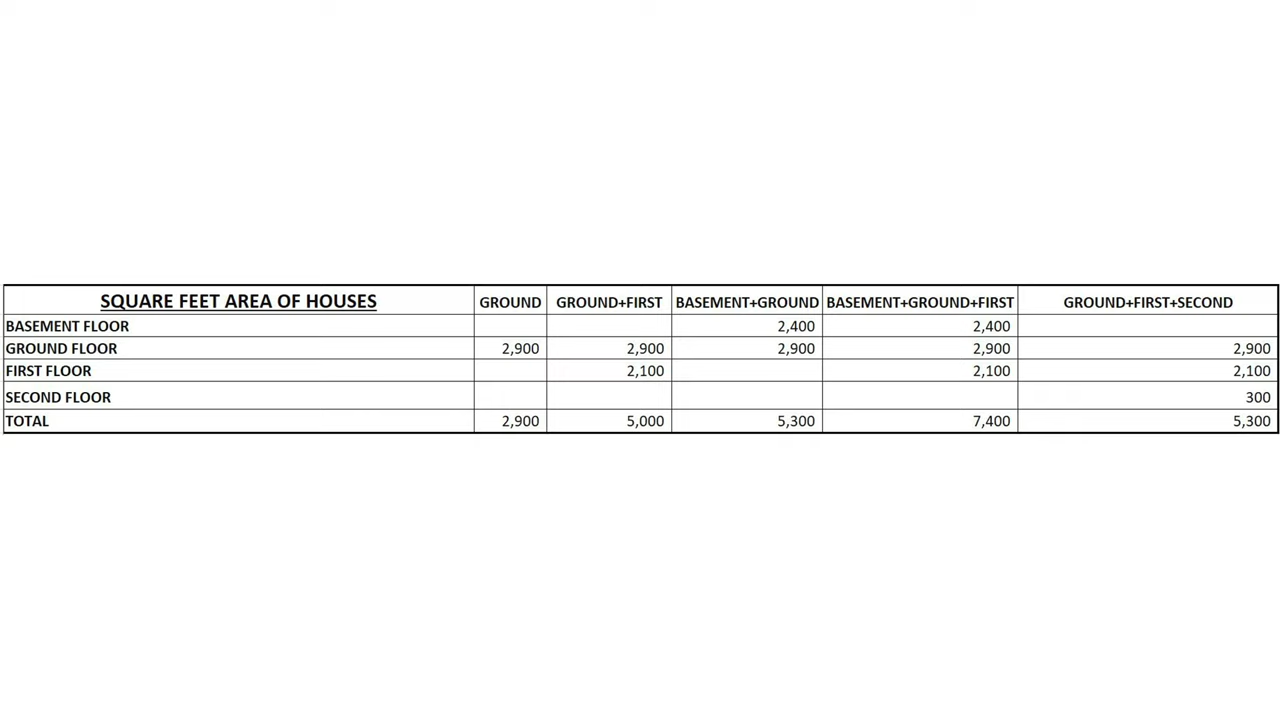 SQUARE FEET AREA OF HOUSES GROUND GROUND+FIRST BASEMENT+GROUND BASEMENT+GROUND+FIRST GROUND+FIRST+SECOND
BASEMENT FLOOR 2,400 2,400
GROUND FLOOR 2,900 2,900 2,900 2,900 2,900
FIRST FLOOR 2,100 2,100 2,100
SECOND FLOOR 300
TOTAL 2,900 5,000 5,300 7,400 5,300